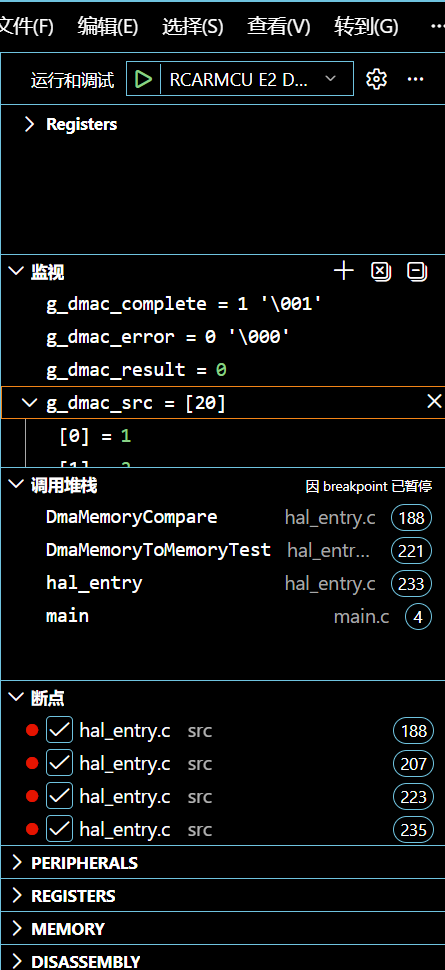 文件(F) 编辑(E) 选择(S) 查看(V) 转到(G) ···
运行和调试 RCARMCU E2 D... ···
Registers
监视
g_dmac_complete = 1 '\001'
g_dmac_error = 0 '\000'
g_dmac_result = 0
g_dmac_src = [20]
[0] = 1
[1] = 2
调用堆栈 因 breakpoint 已暂停
DmaMemoryCompare hal_entry.c 188
DmaMemoryToMemoryTest hal_entr... 221
hal_entry hal_entry.c 233
main main.c 4
断点
hal_entry.c src 188
hal_entry.c src 207
hal_entry.c src 223
hal_entry.c src 235
PERIPHERALS
REGISTERS
MEMORY
DISASSEMBLY